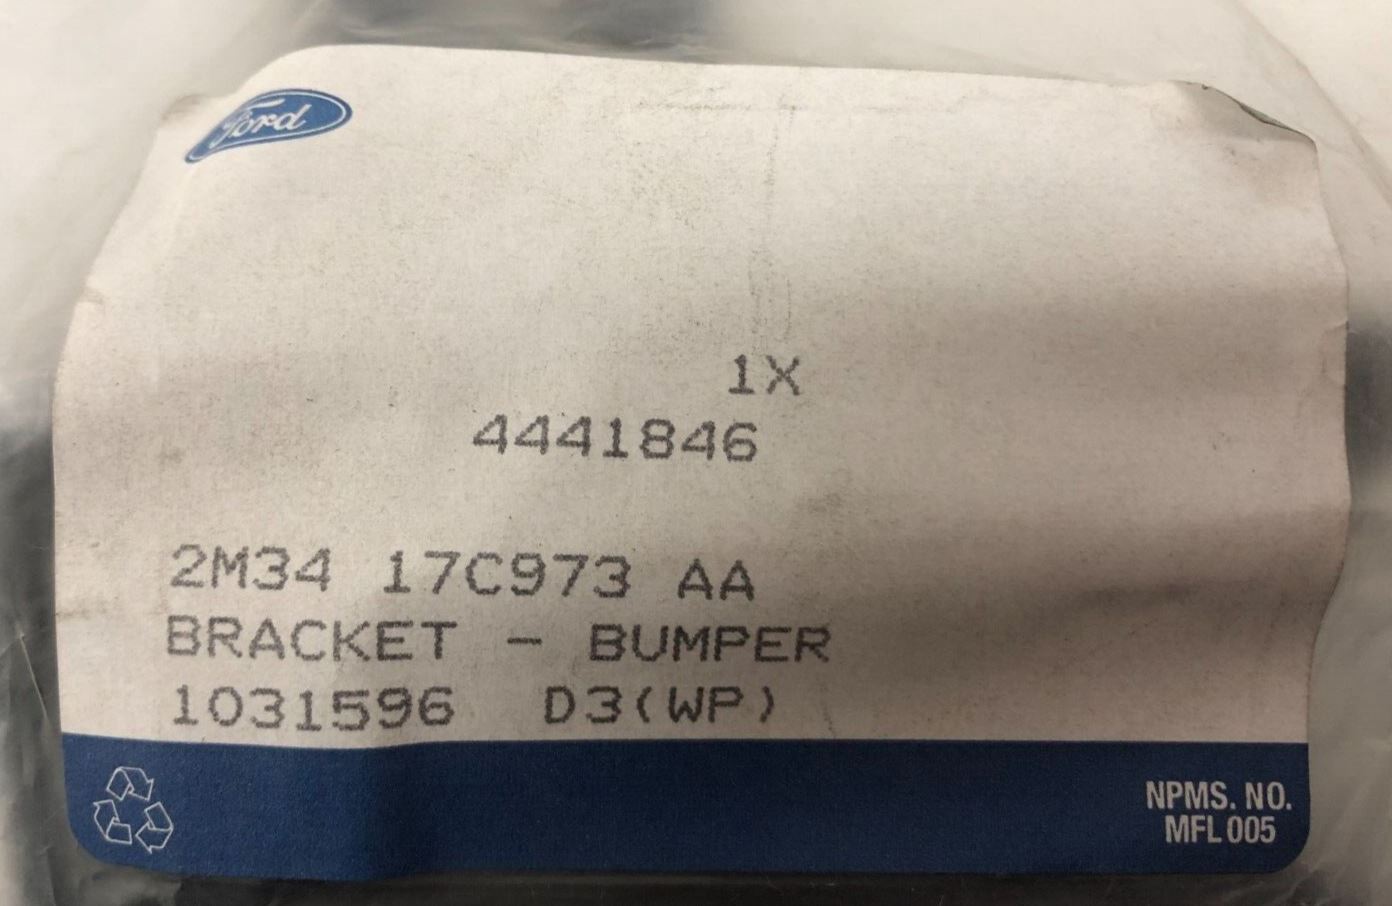 Ford
1X
4441846
2M34 17C973 AA
BRACKET - BUMPER
1031596 D3(WP)
NPMS. NO.
MFL 005